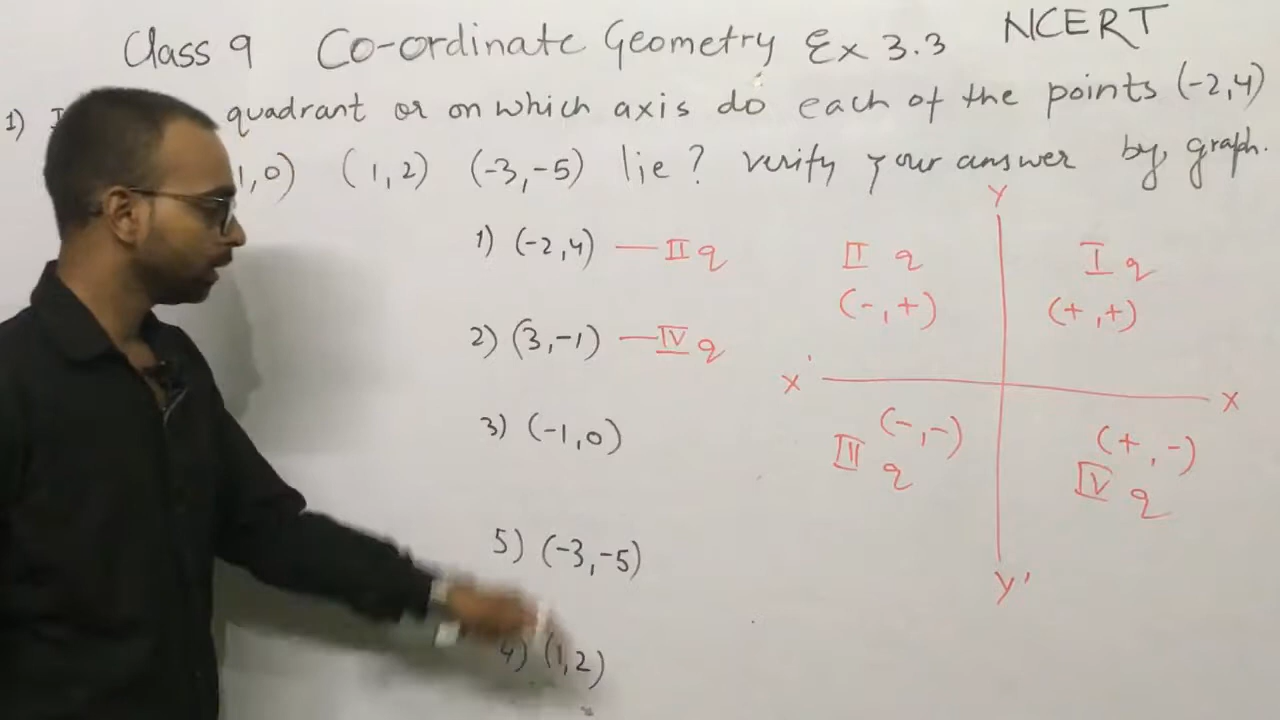 Class 9 Co-ordinate Geometry Ex 3.3 NCERT
1) quadrant or on which axis do each of the points (-2,4)
1,0) (1,2) (-3,-5) lie? verify your answer by graph.
1) (-2,4) — II q
2) (3,-1) — IV q
3) (-1,0)
5) (-3,-5)
4) (1,2)
Y
II q
(-,+)
I q
(+,+)
X'
X
(-,-)
III q
(+,-)
IV q
Y'